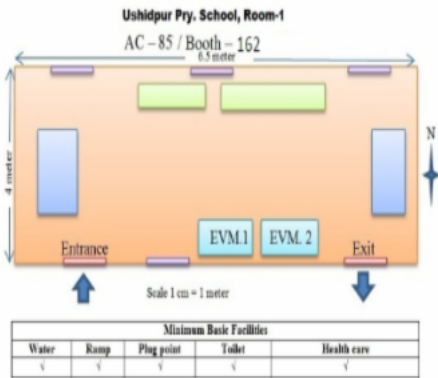 Ushidpur Pry. School, Room-1
AC – 85 / Booth – 162
6.5 meter
4 meter
N
EVM.1 EVM. 2
Entrance Exit
Scale 1 cm = 1 meter
Minimum Basic Facilities
Water Ramp Plug point Toilet Health care
√ √ √ √ √